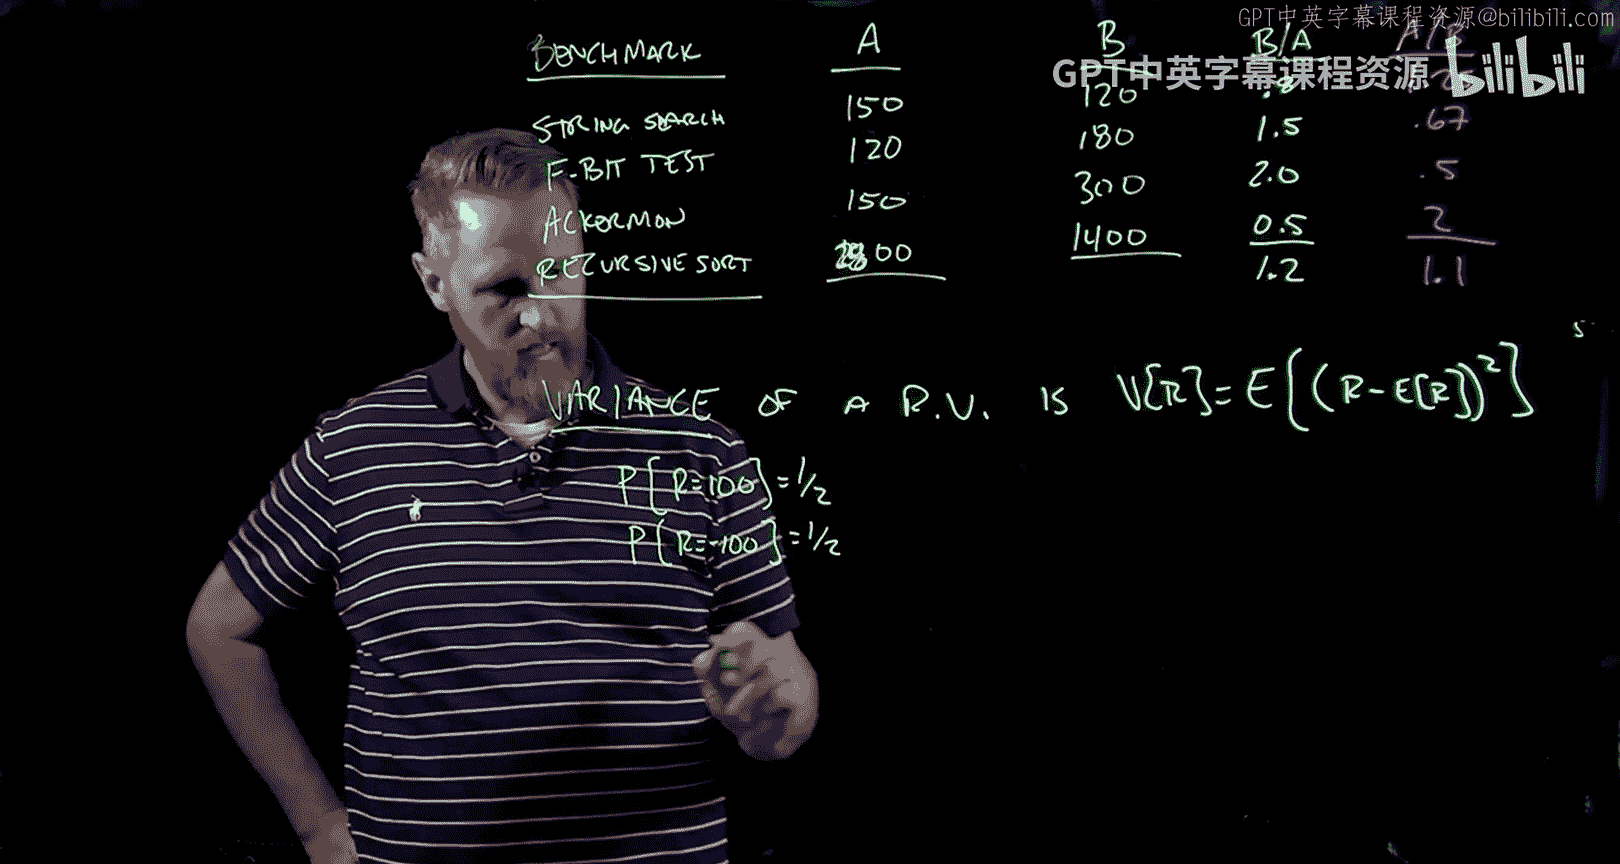 GPT中英字幕课程资源@bilibili.com
GPT中英字幕课程资源 bilibili
BENCHMARK A B B/A A/B
STRING SEARCH 150 120 .8
F-BIT TEST 120 180 1.5 .67
ACKERMON 150 300 2.0 .5
RECURSIVE SORT 00 1400 0.5 2
1.2 1.1
VARIANCE OF A R.V. IS V[R]=E[(R-E[R])²]
P[R=100]=1/2
P[R=-100]=1/2